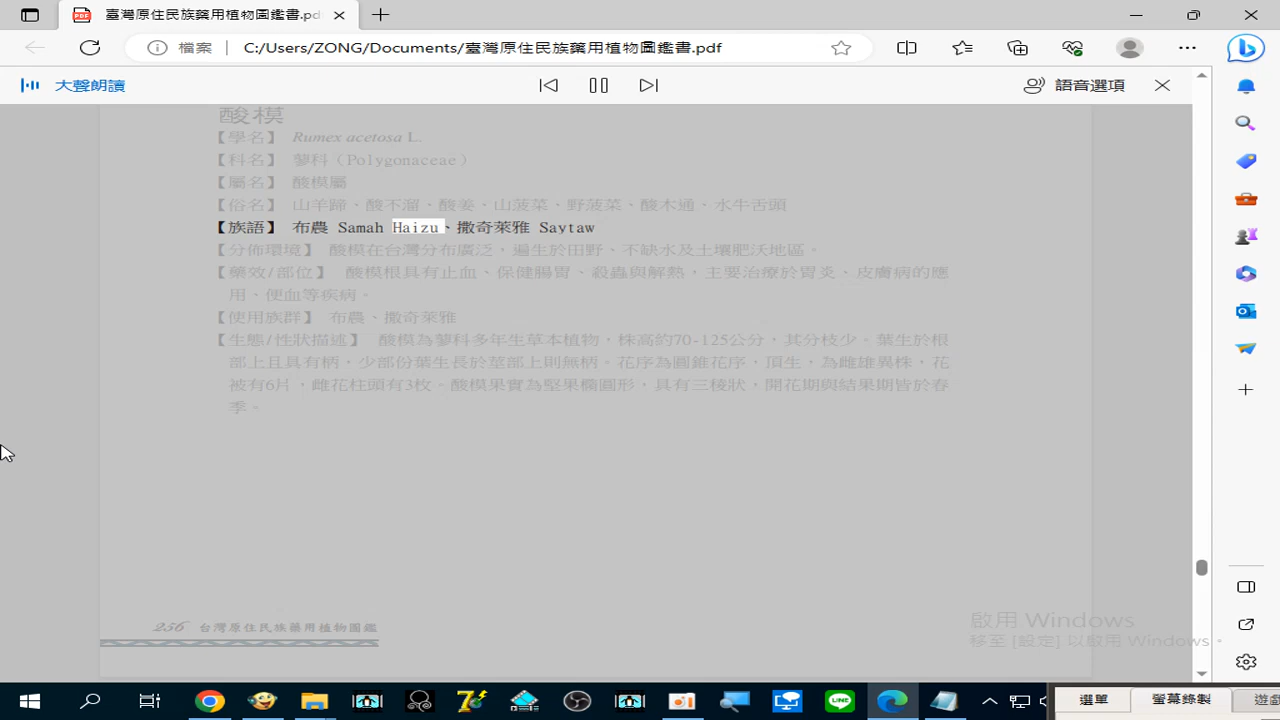 臺灣原住民族藥用植物圖鑑書.pd
檔案 C:/Users/ZONG/Documents/臺灣原住民族藥用植物圖鑑書.pdf
大聲朗讀
語音選項
酸模
【學名】 Rumex acetosa L.
【科名】 蓼科（Polygonaceae）
【屬名】 酸模屬
【俗名】 山羊蹄、酸不溜、酸姜、山菠菜、野菠菜、酸木通、水牛舌頭
【族語】 布農 Samah Haizu、撒奇萊雅 Saytaw
【分佈環境】 酸模在台灣分布廣泛，遍生於田野、不缺水及土壤肥沃地區。
【藥效/部位】 酸模根具有止血、保健腸胃、殺蟲與解熱，主要治療於胃炎、皮膚病的應
用、便血等疾病。
【使用族群】 布農、撒奇萊雅
【生態/性狀描述】 酸模為蓼科多年生草本植物，株高約70-125公分，其分枝少。葉生於根
部上且具有柄，少部份葉生長於莖部上則無柄。花序為圓錐花序，頂生，為雌雄異株，花
被有6片，雌花柱頭有3枚。酸模果實為堅果橢圓形，具有三稜狀，開花期與結果期皆於春
季。
256 台灣原住民族藥用植物圖鑑
啟用 Windows
移至 [設定] 以啟用 Windows。
選單
螢幕錄製
遊戲